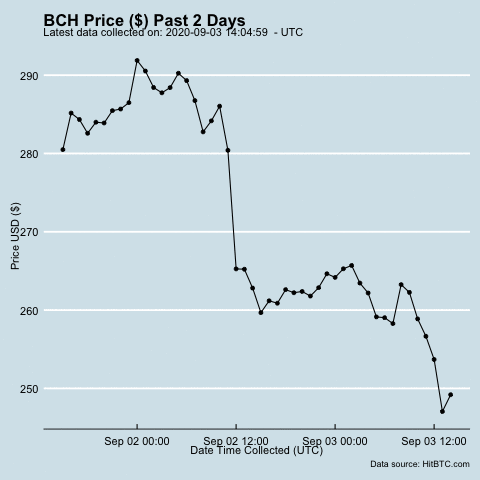 BCH Price ($) Past 2 Days
Latest data collected on: 2020-09-03 14:04:59 - UTC
290
280
270
260
250
Price USD ($)
Sep 02 00:00 Sep 02 12:00 Sep 03 00:00 Sep 03 12:00
Date Time Collected (UTC)
Data source: HitBTC.com